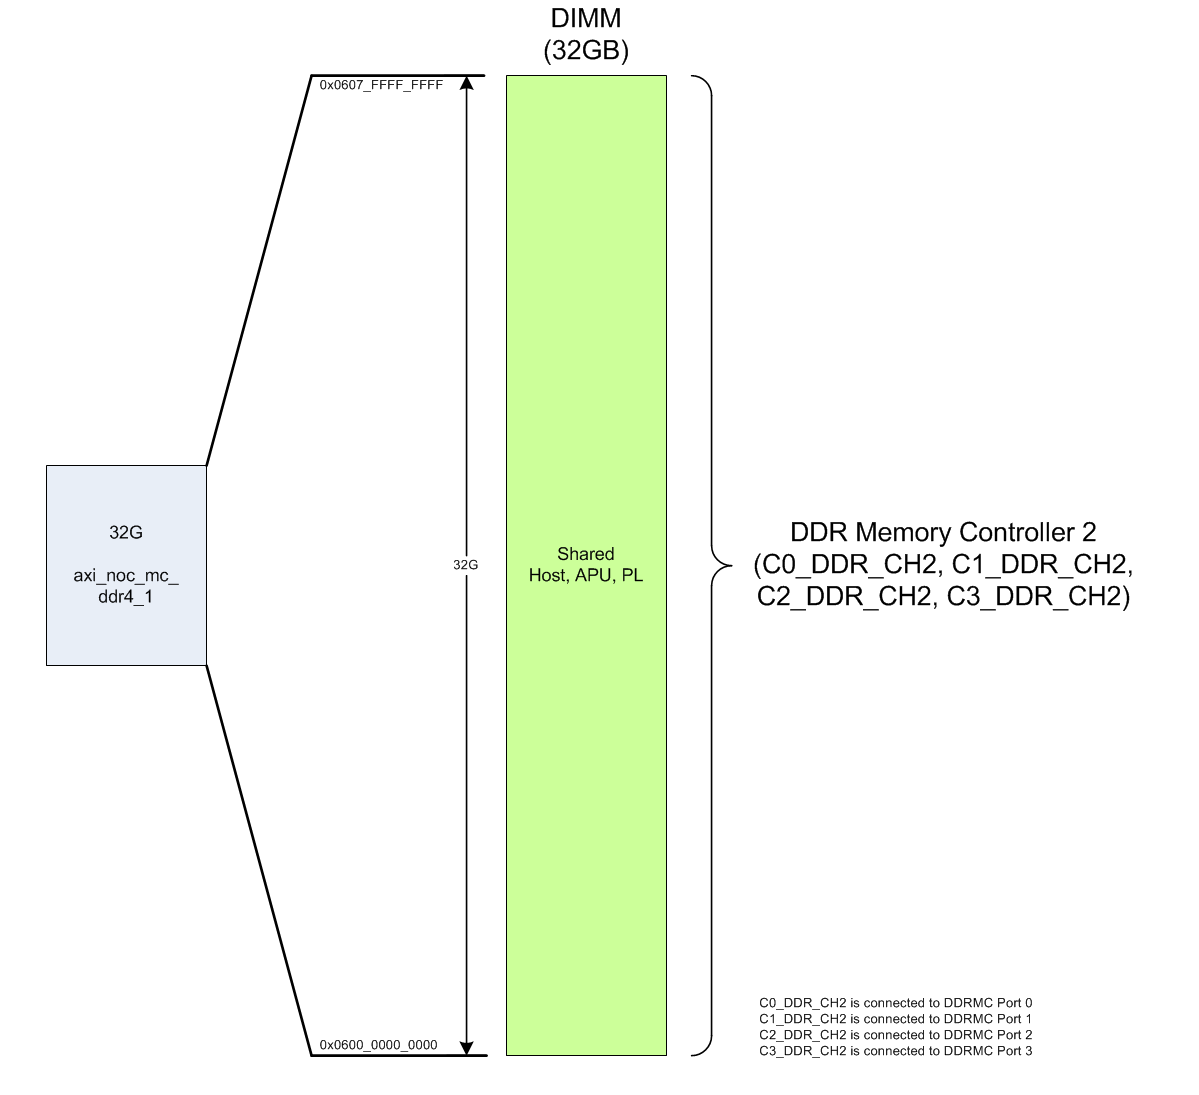 DIMM
(32GB)
0x0607_FFFF_FFFF
32G
axi_noc_mc_
ddr4_1
32G
Shared
Host, APU, PL
DDR Memory Controller 2
(C0_DDR_CH2, C1_DDR_CH2,
C2_DDR_CH2, C3_DDR_CH2)
0x0600_0000_0000
C0_DDR_CH2 is connected to DDRMC Port 0
C1_DDR_CH2 is connected to DDRMC Port 1
C2_DDR_CH2 is connected to DDRMC Port 2
C3_DDR_CH2 is connected to DDRMC Port 3